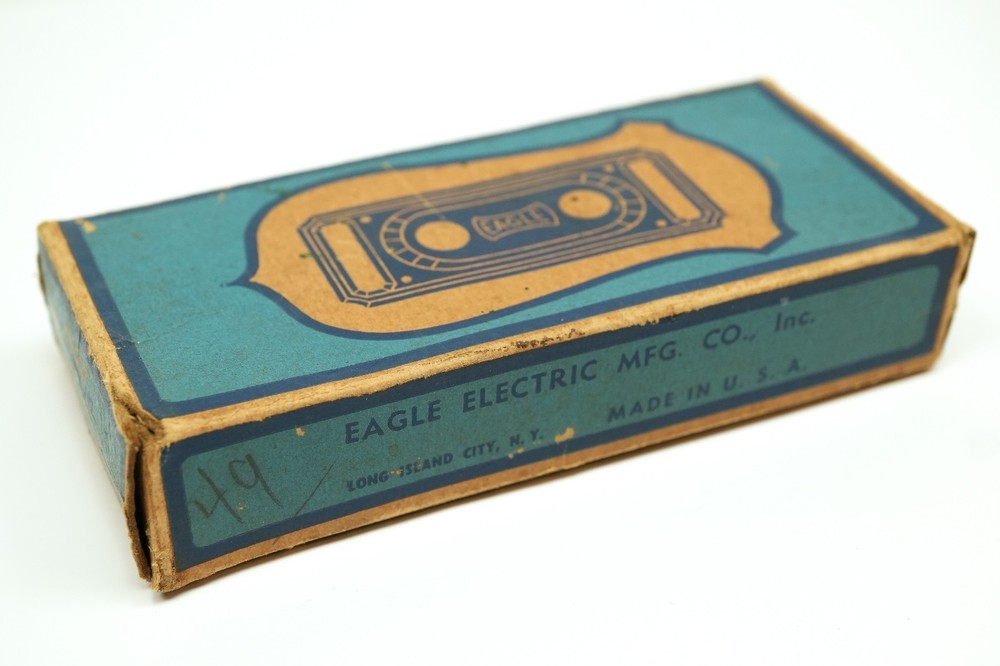 EAGLE
EAGLE ELECTRIC MFG. CO., Inc.
LONG ISLAND CITY, N. Y.
MADE IN U. S. A.
49